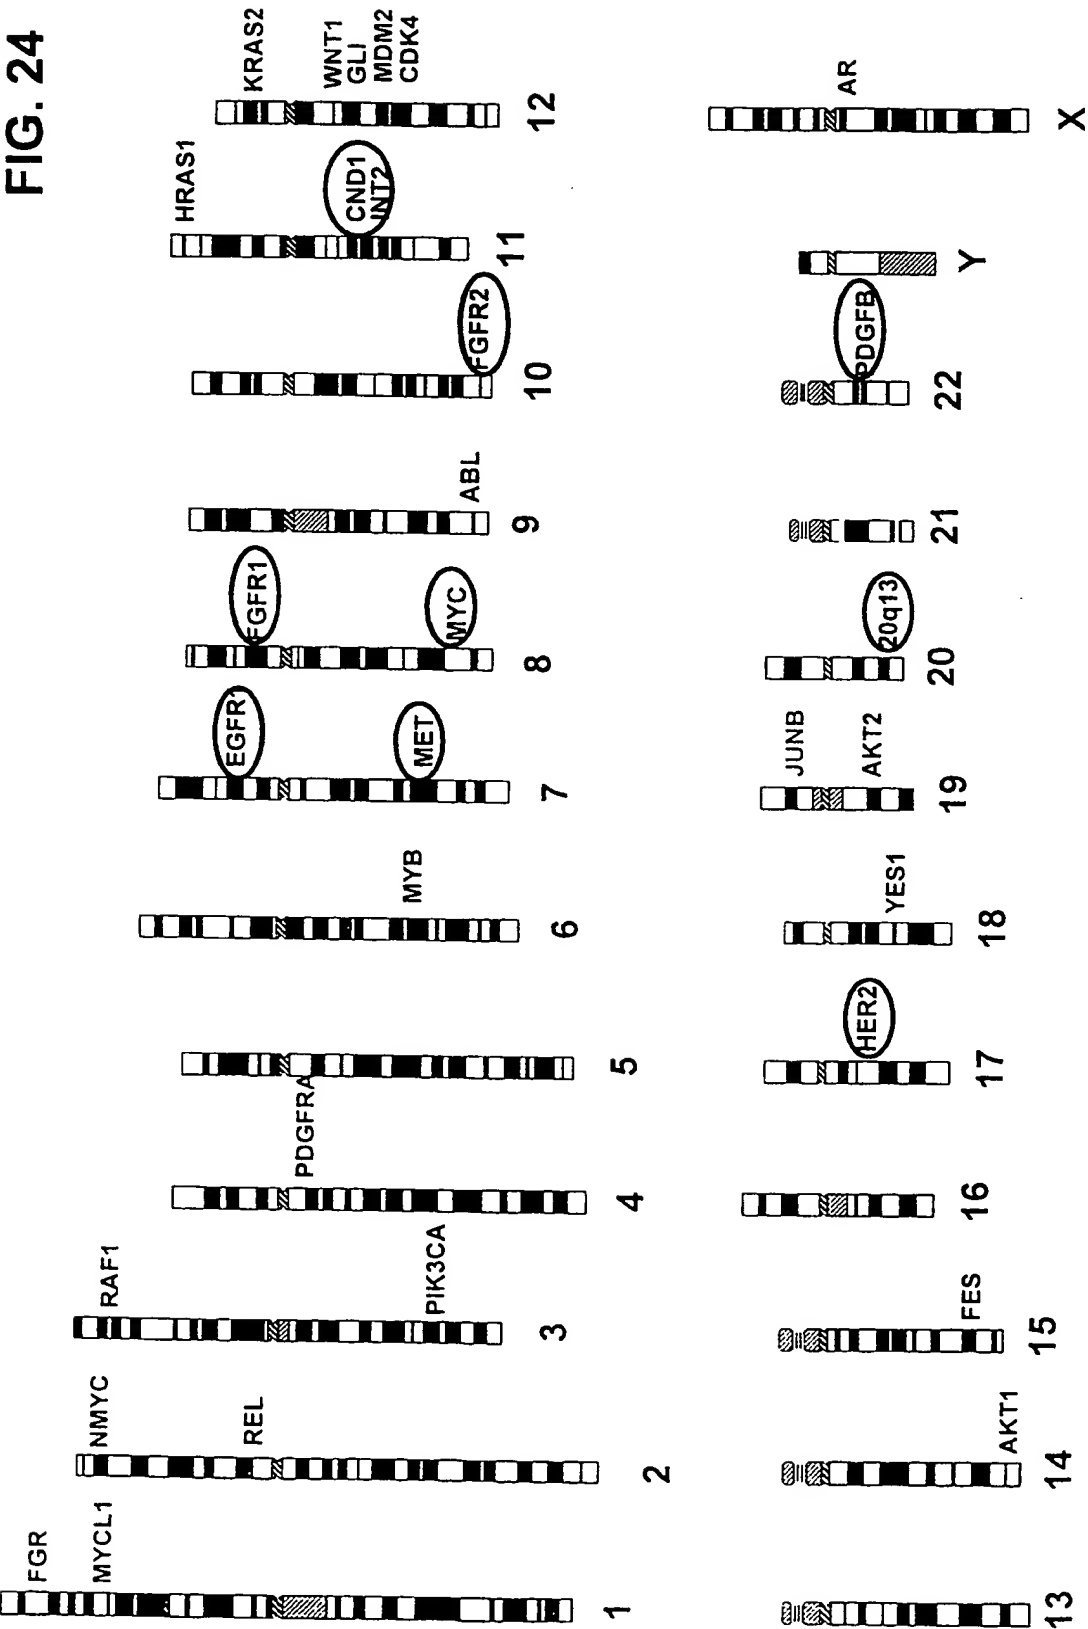 FIG. 24
FGR
MYCL1
1
NMYC
REL
2
RAF1
PIK3CA
3
PDGFRA
4
5
MYB
6
EGFR1
MET
7
FGFR1
MYC
8
ABL
9
FGFR2
10
HRAS1
CND1
INT2
11
KRAS2
WNT1
GLI
MDM2
CDK4
12
13
AKT1
14
FES
15
16
HER2
17
YES1
18
JUNB
AKT2
19
20q13
20
21
PDGFB
22
Y
AR
X